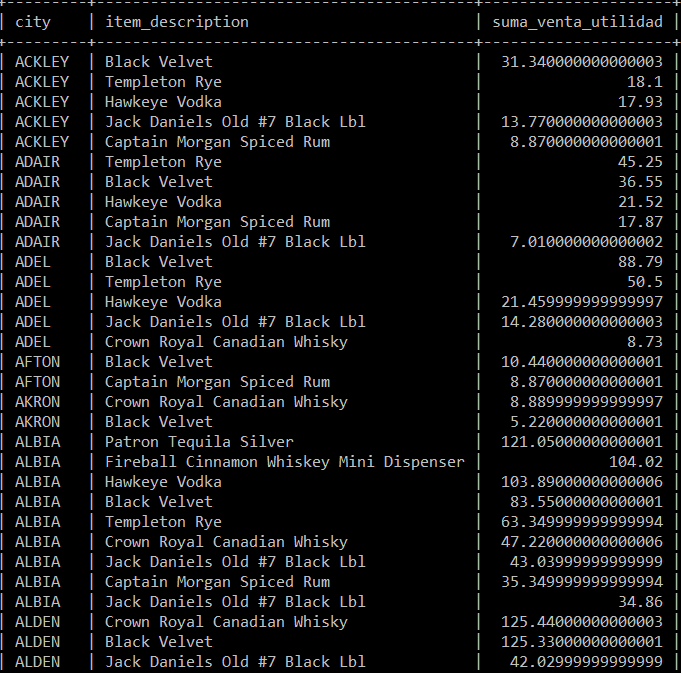 | city | item_description | suma_venta_utilidad |
| ACKLEY | Black Velvet | 31.340000000000003 |
| ACKLEY | Templeton Rye | 18.1 |
| ACKLEY | Hawkeye Vodka | 17.93 |
| ACKLEY | Jack Daniels Old #7 Black Lbl | 13.770000000000003 |
| ACKLEY | Captain Morgan Spiced Rum | 8.870000000000001 |
| ADAIR | Templeton Rye | 45.25 |
| ADAIR | Black Velvet | 36.55 |
| ADAIR | Hawkeye Vodka | 21.52 |
| ADAIR | Captain Morgan Spiced Rum | 17.87 |
| ADAIR | Jack Daniels Old #7 Black Lbl | 7.010000000000002 |
| ADEL | Black Velvet | 88.79 |
| ADEL | Templeton Rye | 50.5 |
| ADEL | Hawkeye Vodka | 21.459999999999997 |
| ADEL | Jack Daniels Old #7 Black Lbl | 14.280000000000003 |
| ADEL | Crown Royal Canadian Whisky | 8.73 |
| AFTON | Black Velvet | 10.440000000000001 |
| AFTON | Captain Morgan Spiced Rum | 8.870000000000001 |
| AKRON | Crown Royal Canadian Whisky | 8.889999999999997 |
| AKRON | Black Velvet | 5.220000000000001 |
| ALBIA | Patron Tequila Silver | 121.05000000000001 |
| ALBIA | Fireball Cinnamon Whiskey Mini Dispenser | 104.02 |
| ALBIA | Hawkeye Vodka | 103.89000000000006 |
| ALBIA | Black Velvet | 83.55000000000001 |
| ALBIA | Templeton Rye | 63.349999999999994 |
| ALBIA | Crown Royal Canadian Whisky | 47.220000000000006 |
| ALBIA | Jack Daniels Old #7 Black Lbl | 43.03999999999999 |
| ALBIA | Captain Morgan Spiced Rum | 35.349999999999994 |
| ALBIA | Jack Daniels Old #7 Black Lbl | 34.86 |
| ALDEN | Crown Royal Canadian Whisky | 125.44000000000003 |
| ALDEN | Black Velvet | 125.33000000000001 |
| ALDEN | Jack Daniels Old #7 Black Lbl | 42.02999999999999 |